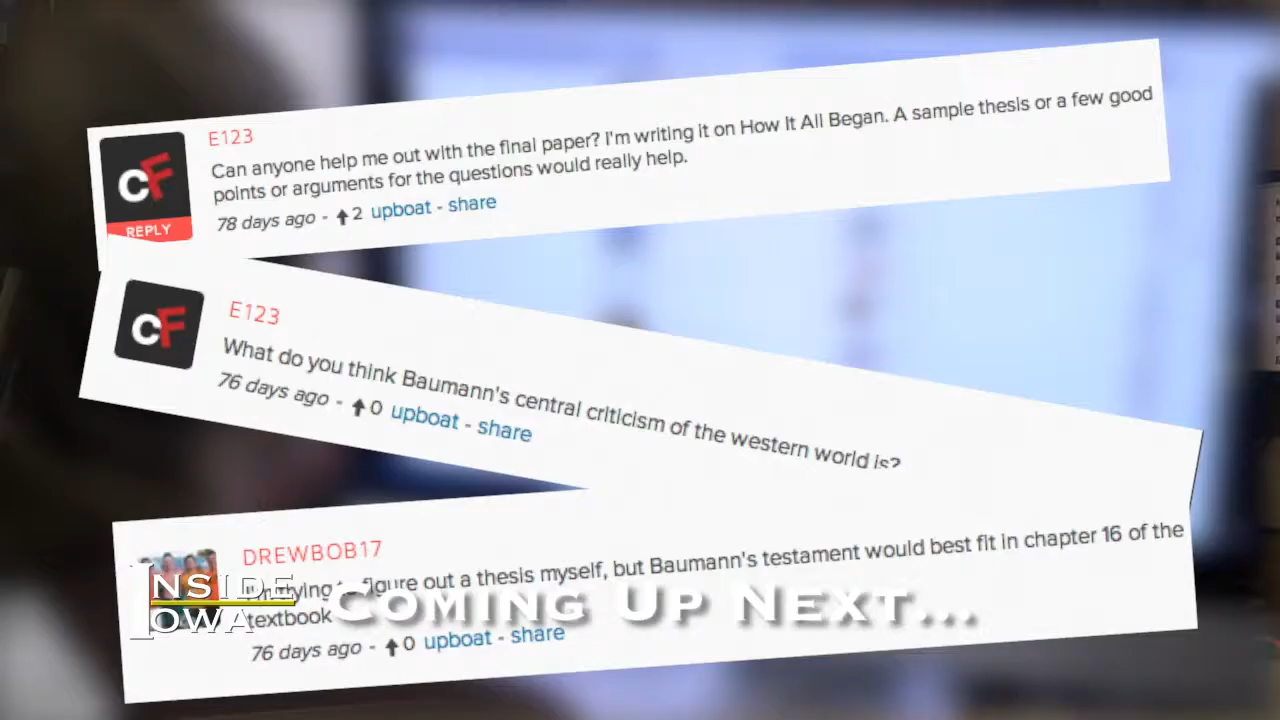 CF
REPLY
E123
Can anyone help me out with the final paper? I'm writing it on How It All Began. A sample thesis or a few good
points or arguments for the questions would really help.
78 days ago - 2 upboat - share
CF
E123
What do you think Baumann's central criticism of the western world is?
76 days ago - 0 upboat - share
DREWBOB17
trying to figure out a thesis myself, but Baumann's testament would best fit in chapter 16 of the
textbook
76 days ago - 0 upboat - share
INSIDE
IOWA
COMING UP NEXT...